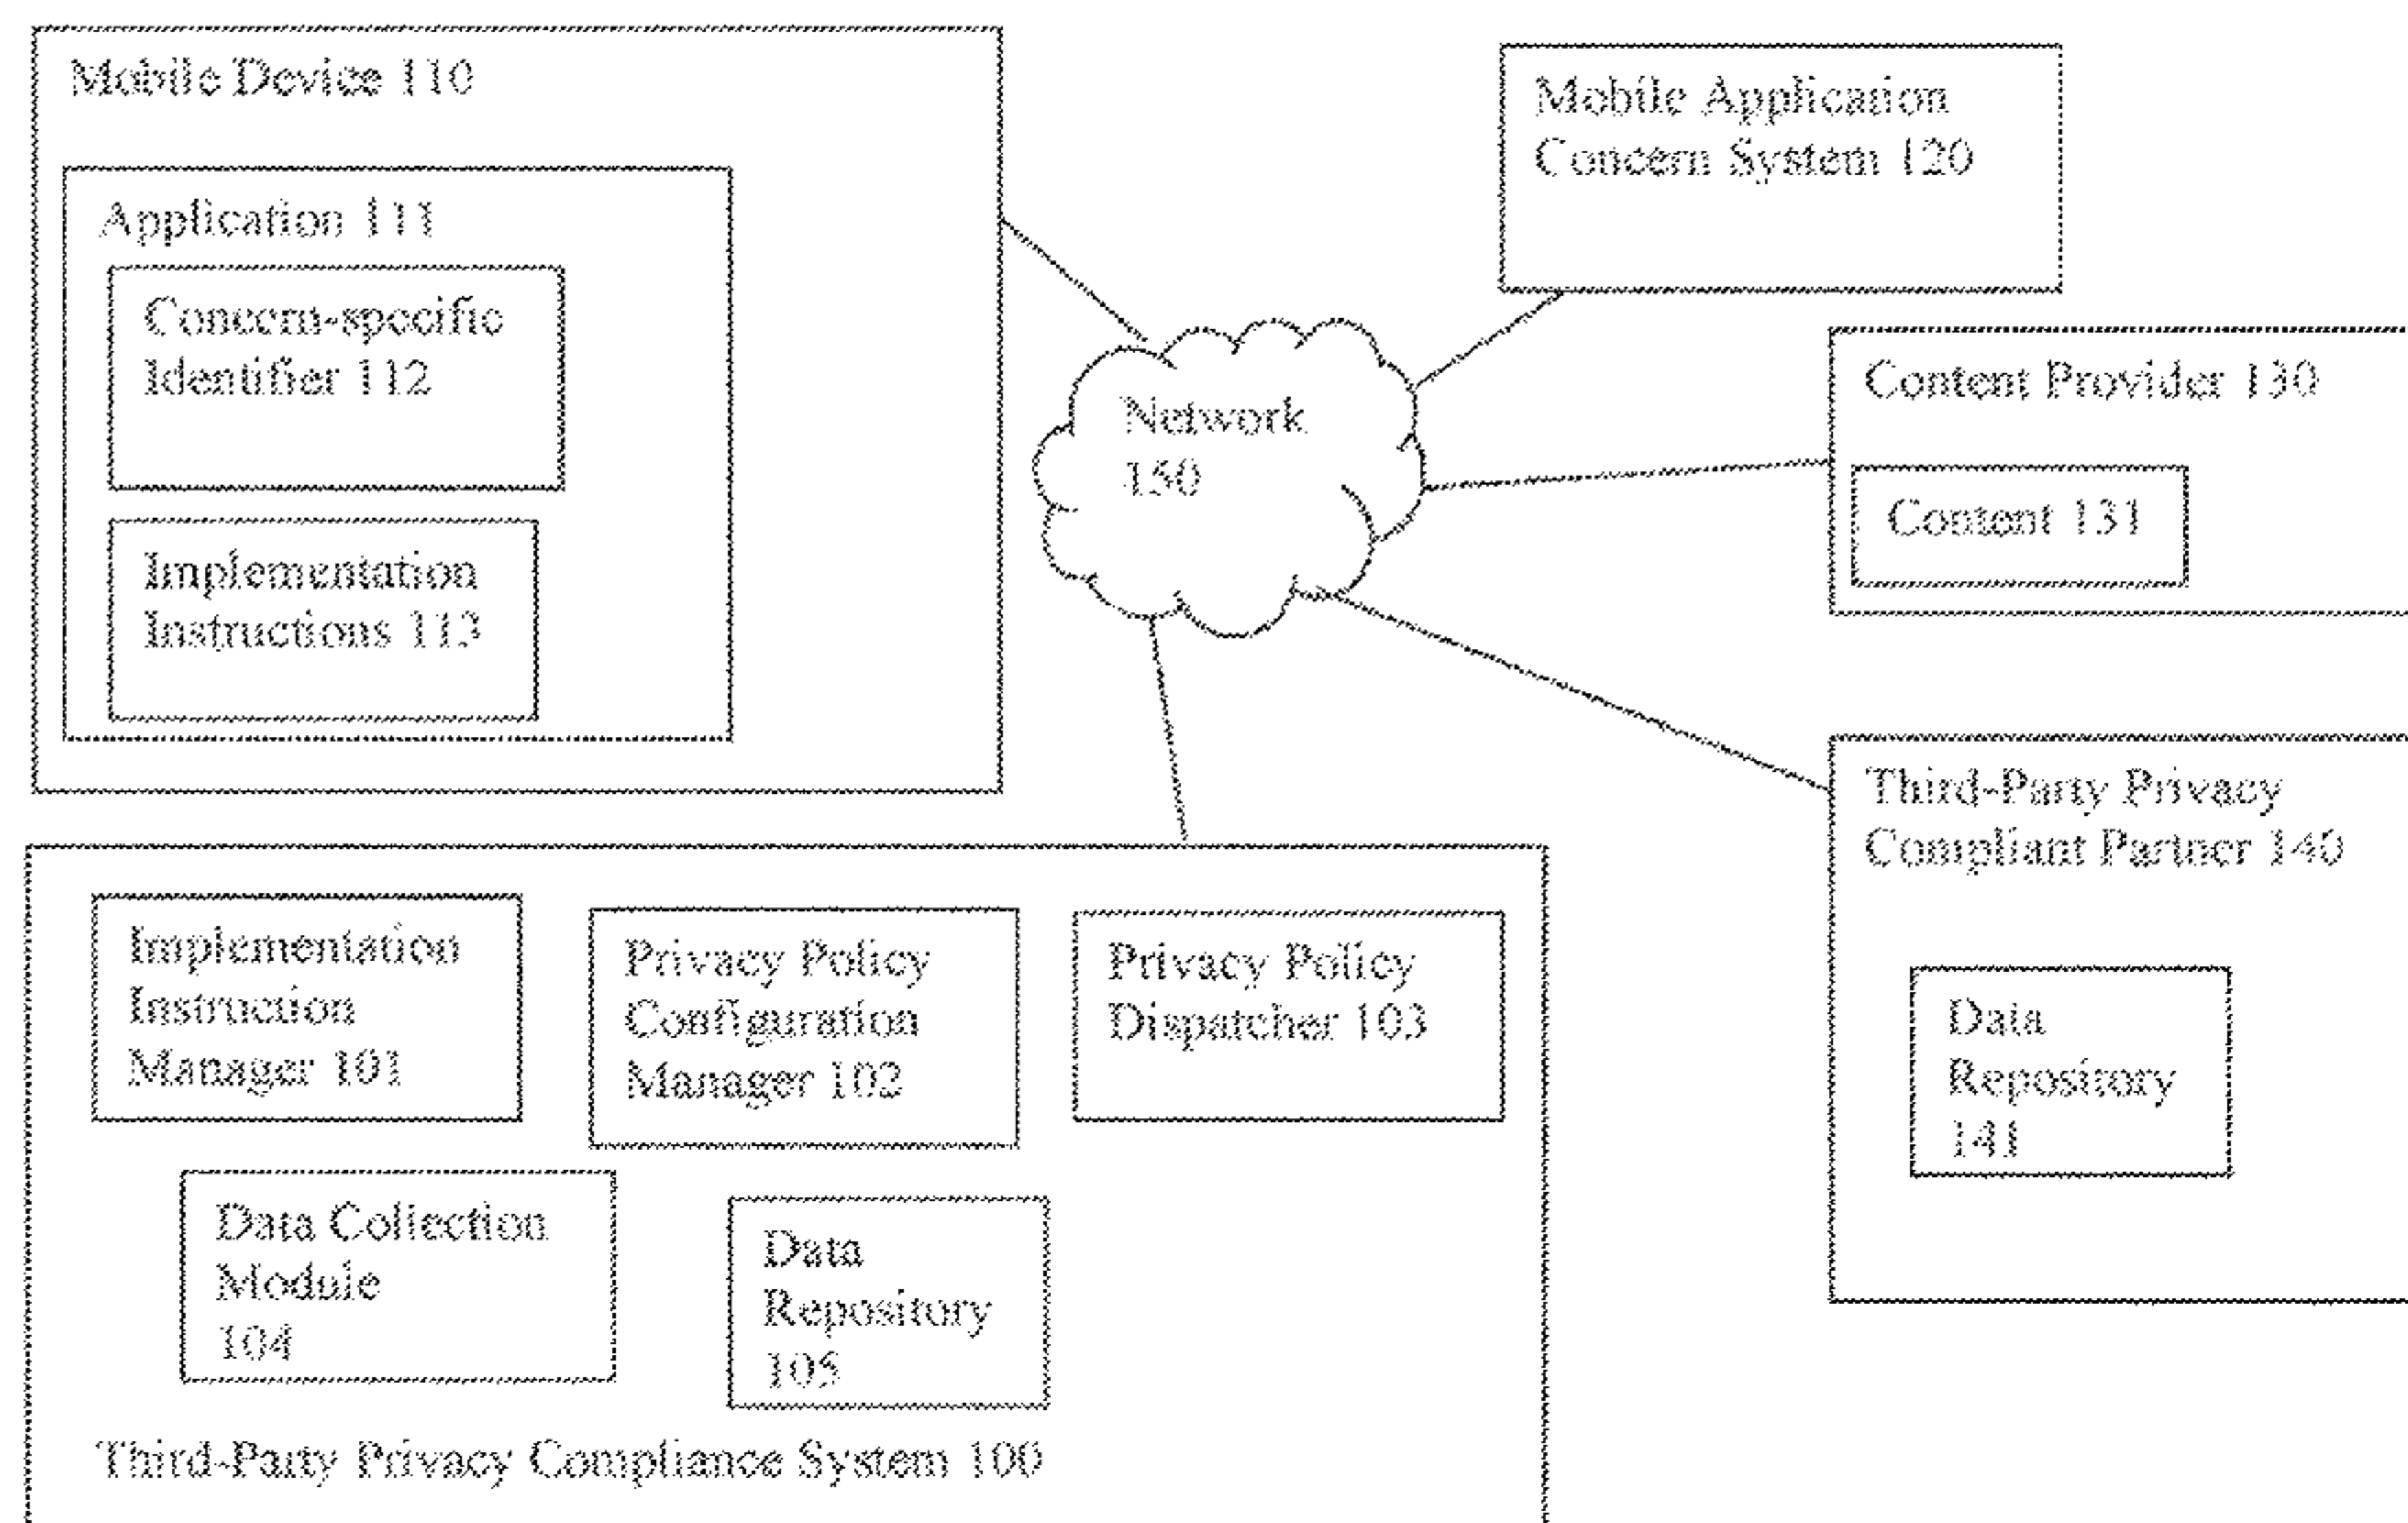 Mobile Device 110
Application 111
Concern-specific
Identifier 112
Implementation
Instructions 113
Mobile Application
Concern System 120
Network
150
Content Provider 130
Content 131
Third-Party Privacy
Compliant Partner 140
Data
Repository
141
Implementation
Instruction
Manager 101
Privacy Policy
Configuration
Manager 102
Privacy Policy
Dispatcher 103
Data Collection
Module
104
Data
Repository
105
Third-Party Privacy Compliance System 100